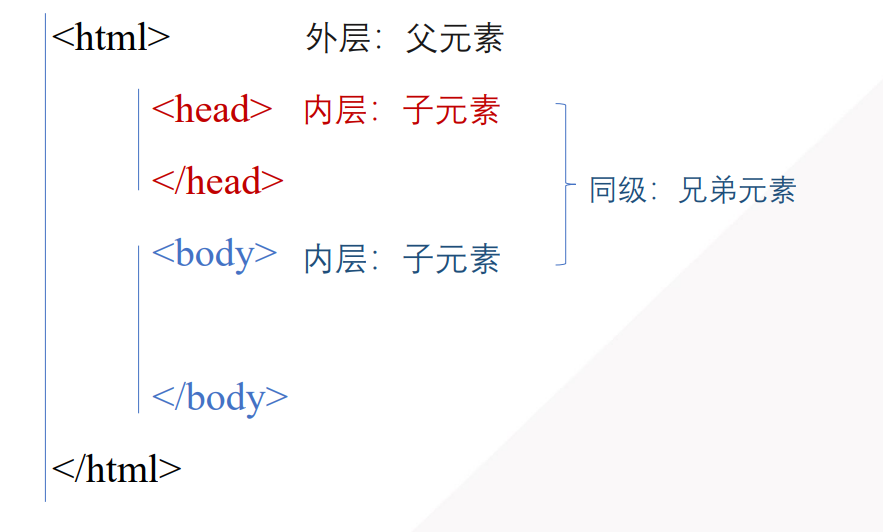 <html> 外层：父元素
<head> 内层：子元素
</head>
同级：兄弟元素
<body> 内层：子元素
</body>
</html>